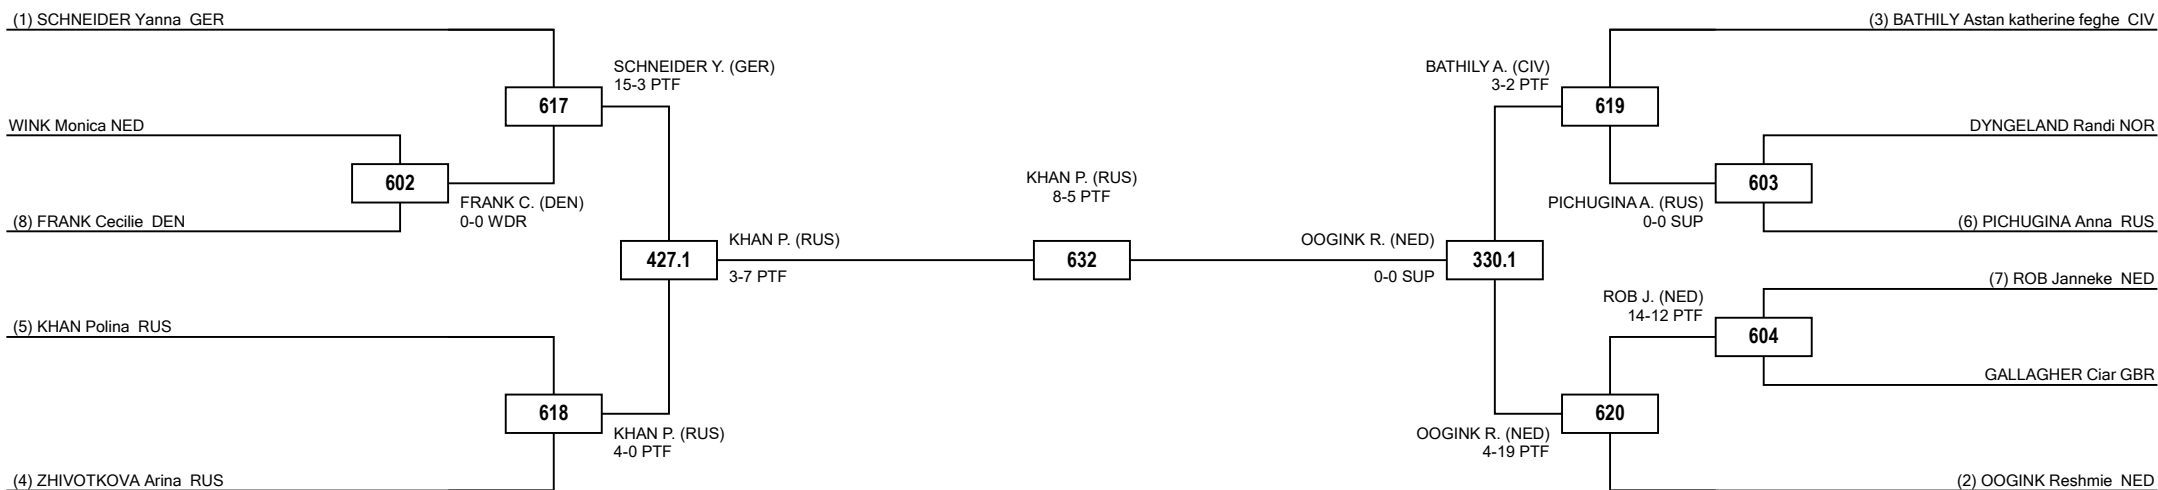 (1) SCHNEIDER Yanna GER
(3) BATHILY Astan katherine feghe CIV
SCHNEIDER Y. (GER)
15-3 PTF
BATHILY A. (CIV)
3-2 PTF
617
619
WINK Monica NED
DYNGELAND Randi NOR
602
603
KHAN P. (RUS)
8-5 PTF
FRANK C. (DEN)
0-0 WDR
PICHUGINA A. (RUS)
0-0 SUP
(8) FRANK Cecilie DEN
(6) PICHUGINA Anna RUS
427.1
KHAN P. (RUS)
3-7 PTF
632
OOGINK R. (NED)
0-0 SUP
330.1
(7) ROB Janneke NED
ROB J. (NED)
14-12 PTF
(5) KHAN Polina RUS
604
GALLAGHER Ciar GBR
618
620
KHAN P. (RUS)
4-0 PTF
OOGINK R. (NED)
4-19 PTF
(4) ZHIVOTKOVA Arina RUS
(2) OOGINK Reshmie NED